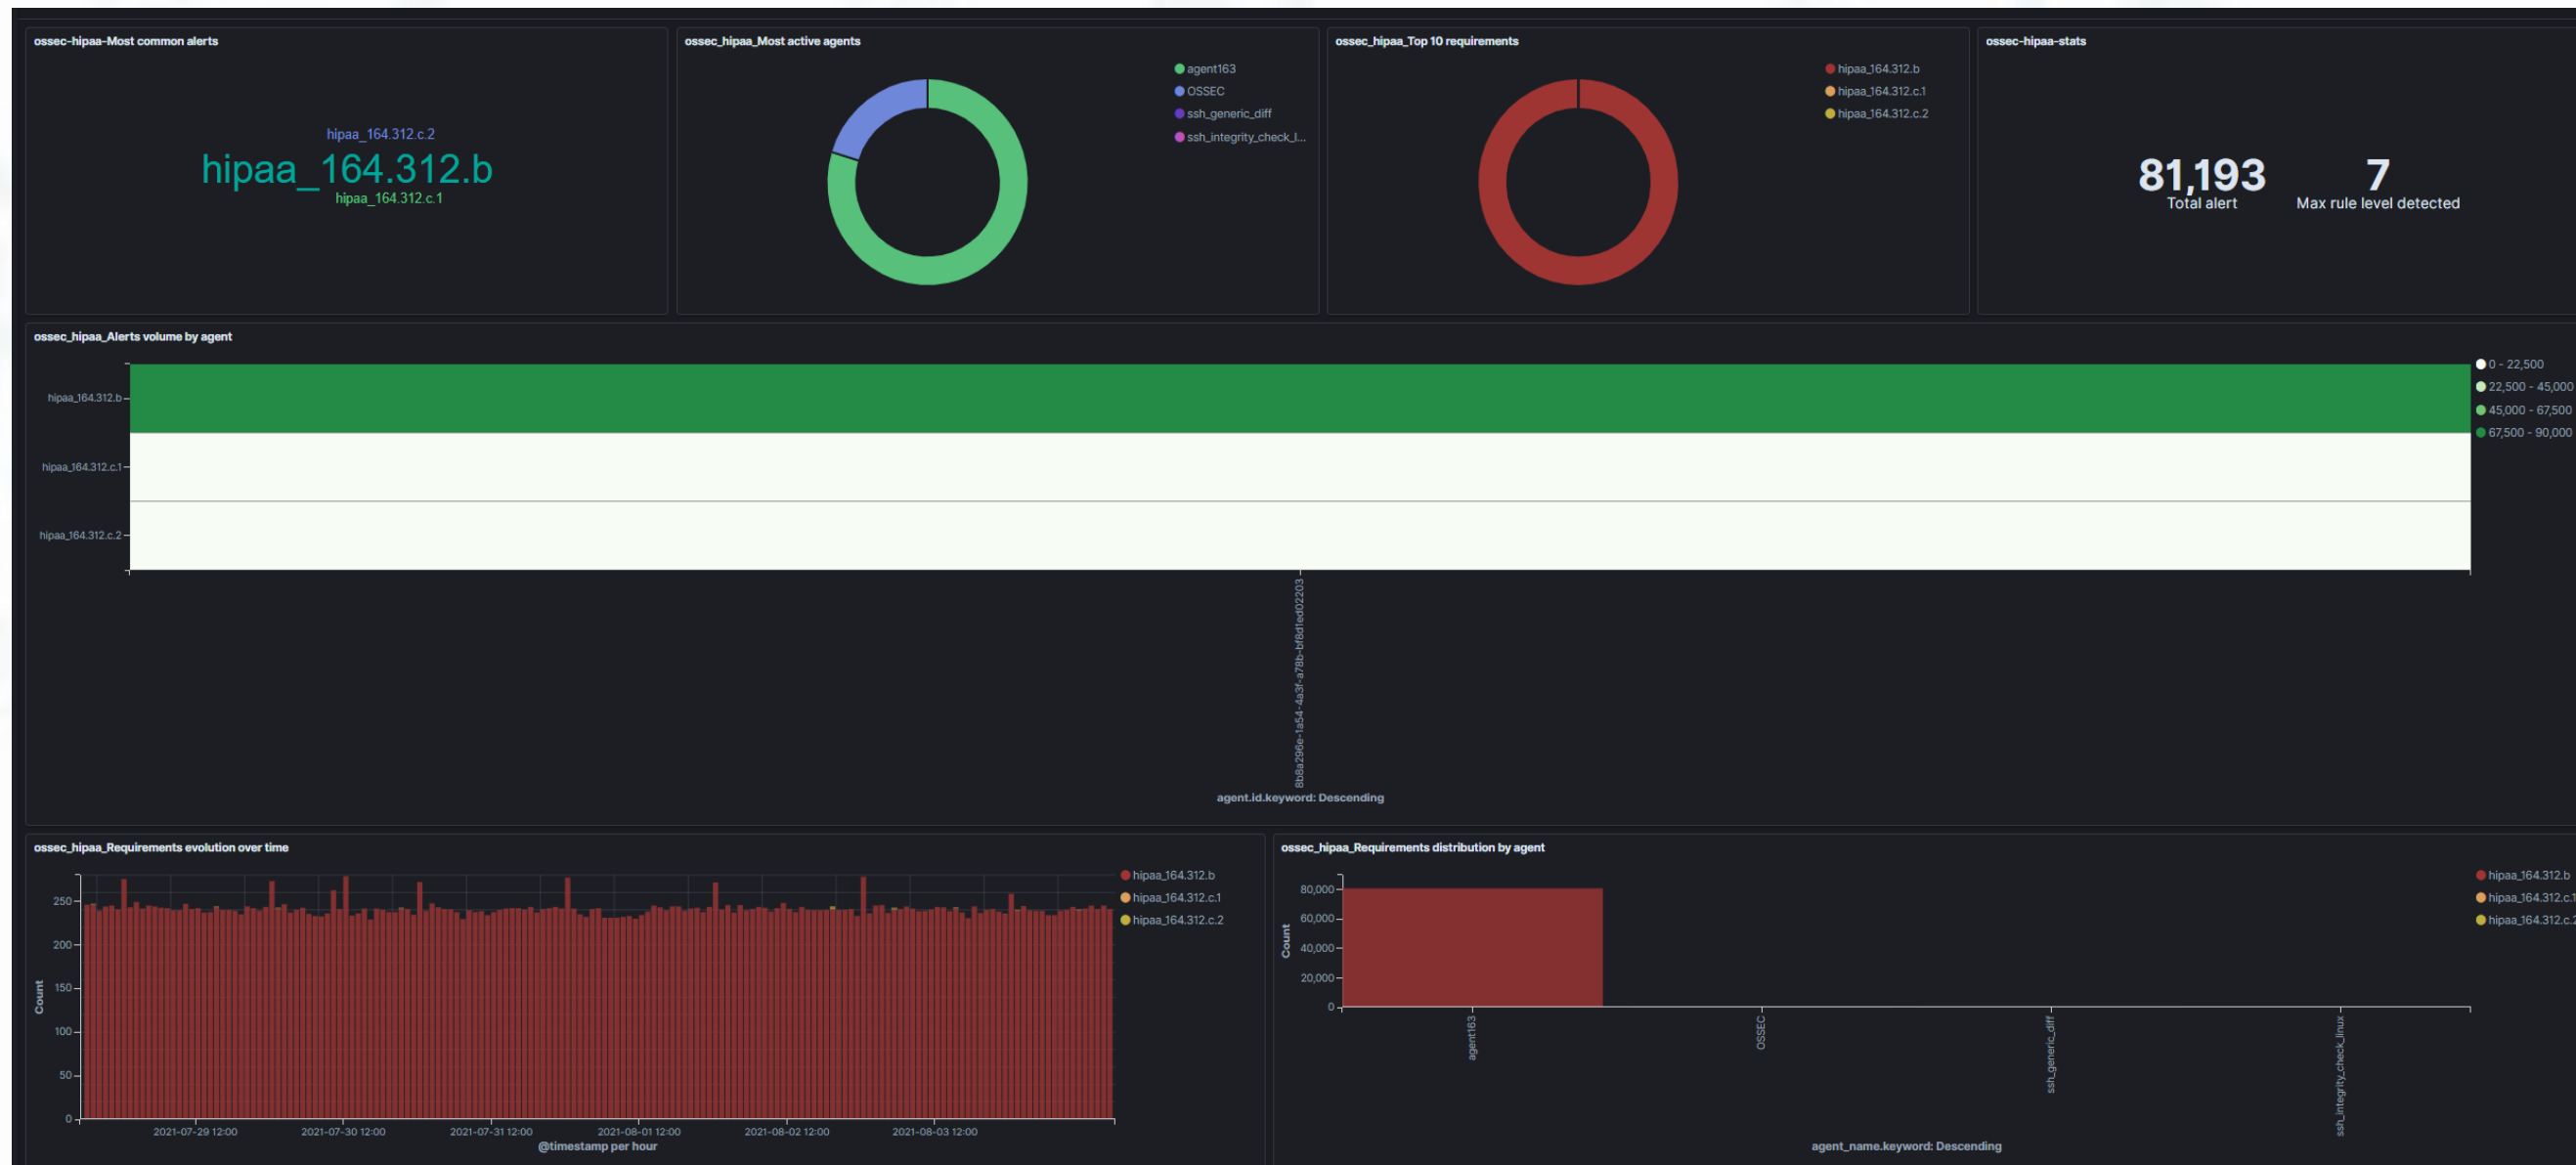 ossec-hipaa-Most common alerts
hipaa_164.312.c.2
hipaa_164.312.b
hipaa_164.312.c.1
ossec_hipaa_Most active agents
agent163
OSSEC
ssh_generic_diff
ssh_integrity_check_l...
ossec_hipaa_Top 10 requirements
hipaa_164.312.b
hipaa_164.312.c.1
hipaa_164.312.c.2
ossec-hipaa-stats
81,193
Total alert
7
Max rule level detected
ossec_hipaa_Alerts volume by agent
hipaa_164.312.b
hipaa_164.312.c.1
hipaa_164.312.c.2
0 - 22,500
22,500 - 45,000
45,000 - 67,500
67,500 - 90,000
8b8a296e-1a54-4a3f-a78b-bf8d1ed02203
agent.id.keyword: Descending
ossec_hipaa_Requirements evolution over time
hipaa_164.312.b
hipaa_164.312.c.1
hipaa_164.312.c.2
Count
250
200
150
100
50
0
2021-07-29 12:00
2021-07-30 12:00
2021-07-31 12:00
2021-08-01 12:00
2021-08-02 12:00
2021-08-03 12:00
@timestamp per hour
ossec_hipaa_Requirements distribution by agent
hipaa_164.312.b
hipaa_164.312.c.1
hipaa_164.312.c.2
Count
80,000
60,000
40,000
20,000
0
agent163
OSSEC
ssh_generic_diff
ssh_integrity_check_linux
agent_name.keyword: Descending